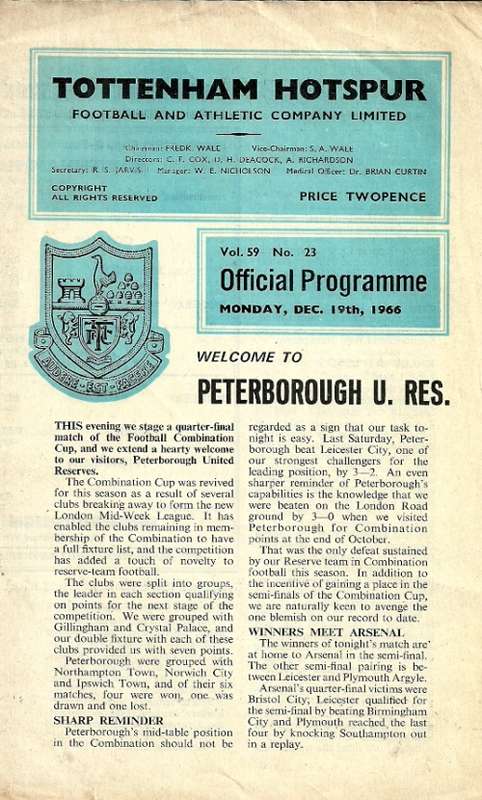 TOTTENHAM HOTSPUR
FOOTBALL AND ATHLETIC COMPANY LIMITED
Chairman: FREDK. WALE Vice-Chairman: S. A. WALE
Directors: C. F. COX, D. H. DEACOCK, A. RICHARDSON
Secretary: R. S. JARVIS Manager: W. E. NICHOLSON Medical Officer: Dr. BRIAN CURTIN
COPYRIGHT
ALL RIGHTS RESERVED
PRICE TWOPENCE
Vol. 59 No. 23
Official Programme
MONDAY, DEC. 19th, 1966
AUDERE · EST · FACERE
WELCOME TO
PETERBOROUGH U. RES.
THIS evening we stage a quarter-final
match of the Football Combination
Cup, and we extend a hearty welcome
to our visitors, Peterborough United
Reserves.
The Combination Cup was revived
for this season as a result of several
clubs breaking away to form the new
London Mid-Week League. It has
enabled the clubs remaining in mem-
bership of the Combination to have
a full fixture list, and the competition
has added a touch of novelty to
reserve-team football.
The clubs were split into groups,
the leader in each section qualifying
on points for the next stage of the
competition. We were grouped with
Gillingham and Crystal Palace, and
our double fixture with each of these
clubs provided us with seven points.
Peterborough were grouped with
Northampton Town, Norwich City
and Ipswich Town, and of their six
matches, four were won, one was
drawn and one lost.
SHARP REMINDER
Peterborough's mid-table position
in the Combination should not be
regarded as a sign that our task to-
night is easy. Last Saturday, Peter-
borough beat Leicester City, one of
our strongest challengers for the
leading position, by 3—2. An even
sharper reminder of Peterborough's
capabilities is the knowledge that we
were beaten on the London Road
ground by 3—0 when we visited
Peterborough for Combination
points at the end of October.
That was the only defeat sustained
by our Reserve team in Combination
football this season. In addition to
the incentive of gaining a place in the
semi-finals of the Combination Cup,
we are naturally keen to avenge the
one blemish on our record to date.
WINNERS MEET ARSENAL
The winners of tonight's match are
at home to Arsenal in the semi-final.
The other semi-final pairing is be-
tween Leicester and Plymouth Argyle.
Arsenal's quarter-final victims were
Bristol City; Leicester qualified for
the semi-final by beating Birmingham
City and Plymouth reached the last
four by knocking Southampton out
in a replay.